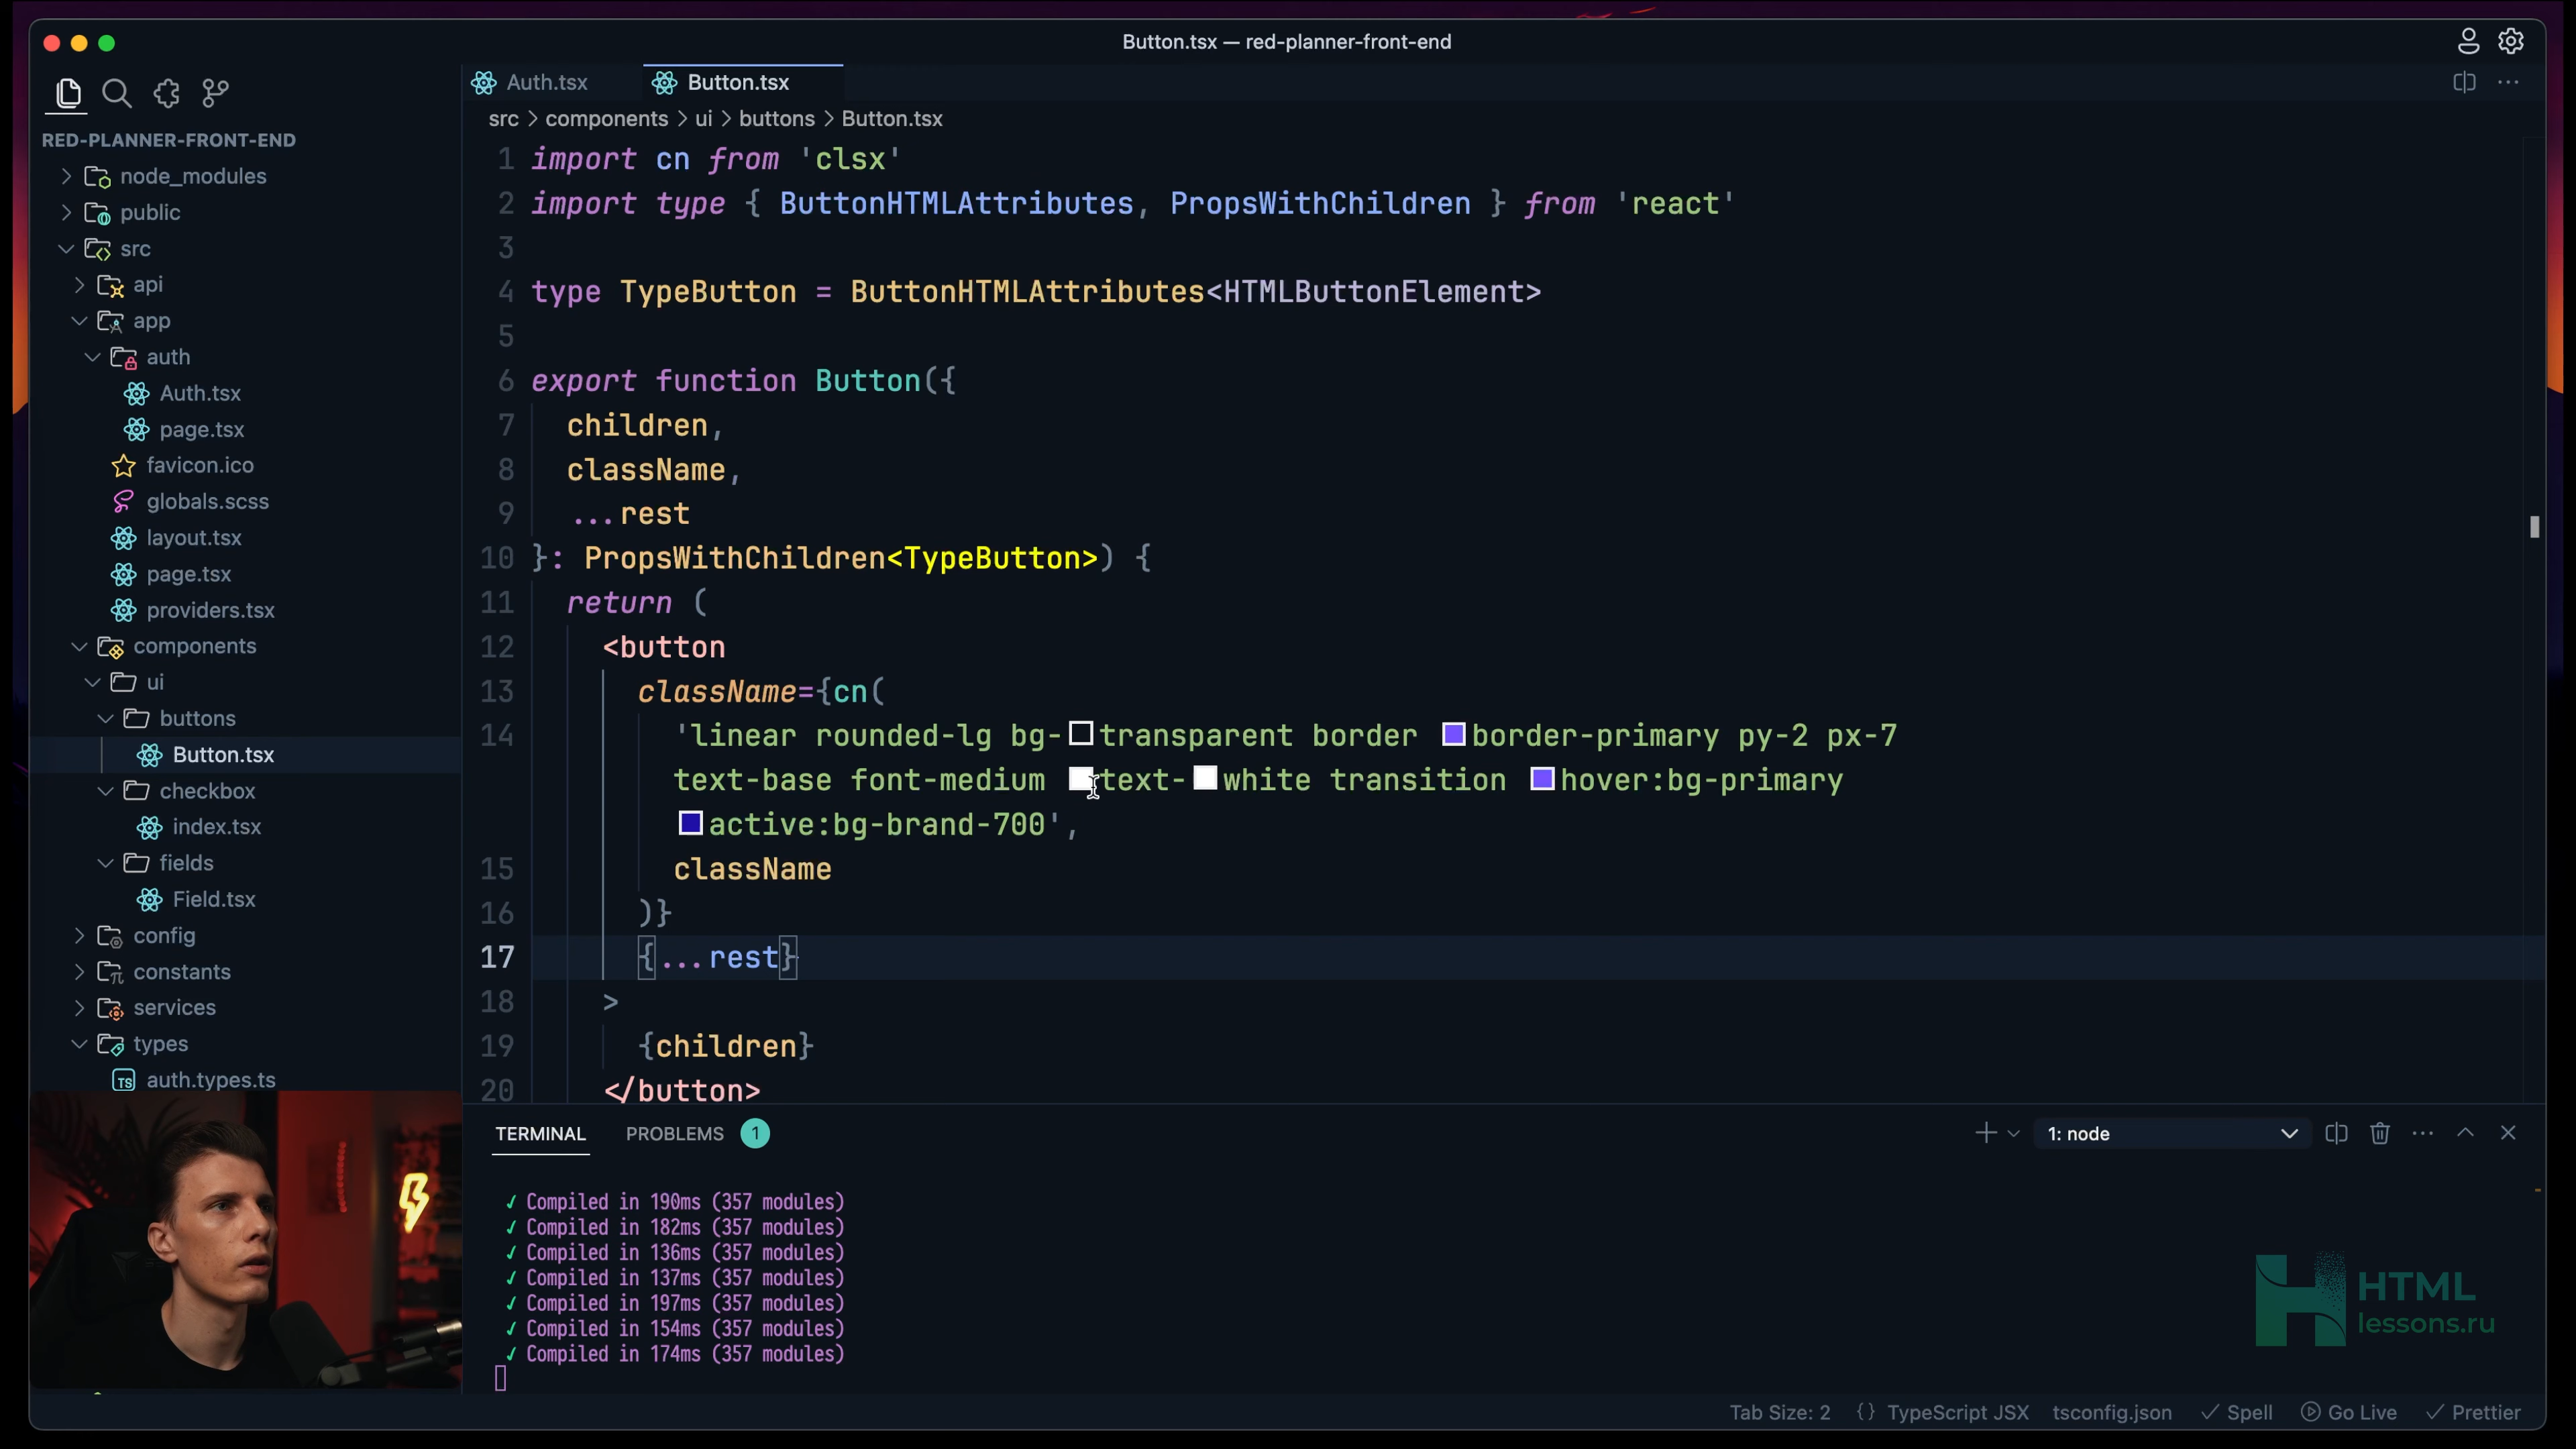 Button.tsx — red-planner-front-end
Auth.tsx
Button.tsx
src > components > ui > buttons > Button.tsx
RED-PLANNER-FRONT-END
node_modules
public
src
api
app
auth
Auth.tsx
page.tsx
favicon.ico
globals.scss
layout.tsx
page.tsx
providers.tsx
components
ui
buttons
Button.tsx
checkbox
index.tsx
fields
Field.tsx
config
constants
services
types
TS auth.types.ts
1 import cn from 'clsx'
2 import type { ButtonHTMLAttributes, PropsWithChildren } from 'react'
3
4 type TypeButton = ButtonHTMLAttributes<HTMLButtonElement>
5
6 export function Button({
7 children,
8 className,
9 ...rest
10 }: PropsWithChildren<TypeButton>) {
11 return (
12 <button
13 className={cn(
14 'linear rounded-lg bg-transparent border border-primary py-2 px-7
text-base font-medium text-white transition hover:bg-primary
active:bg-brand-700',
15 className
16 )}
17 {...rest}
18 >
19 {children}
20 </button>
TERMINAL
PROBLEMS 1
1: node
✓ Compiled in 190ms (357 modules)
✓ Compiled in 182ms (357 modules)
✓ Compiled in 136ms (357 modules)
✓ Compiled in 137ms (357 modules)
✓ Compiled in 197ms (357 modules)
✓ Compiled in 154ms (357 modules)
✓ Compiled in 174ms (357 modules)
HTML
lessons.ru
Tab Size: 2 {} TypeScript JSX tsconfig.json ✓ Spell Go Live ✓ Prettier